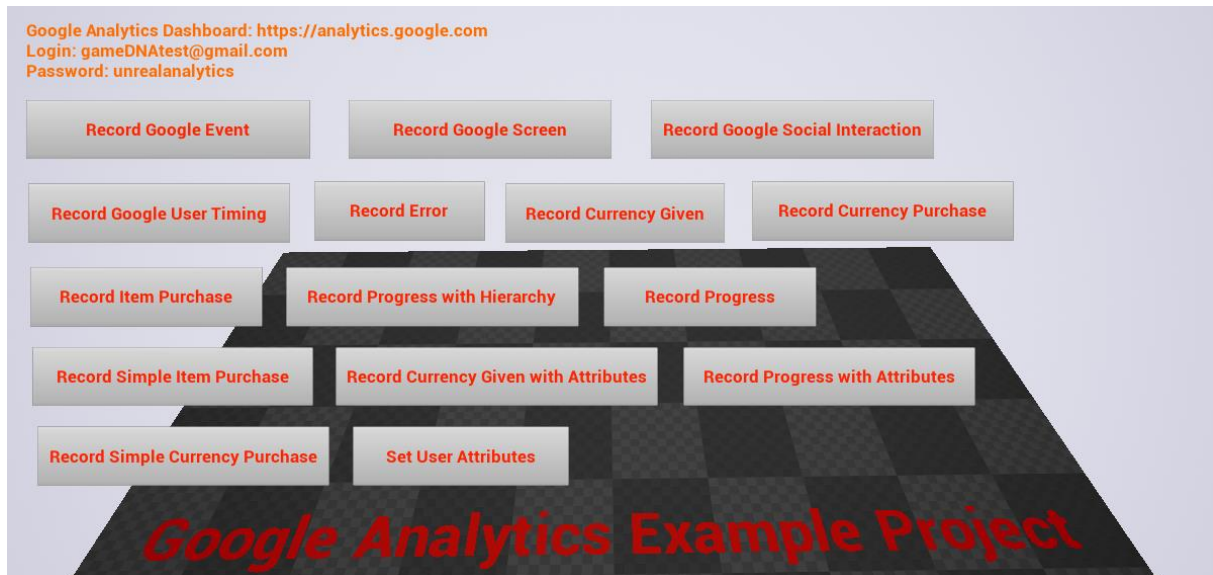 Google Analytics Dashboard: https://analytics.google.com
Login: gameDNAtest@gmail.com
Password: unrealanalytics
Record Google Event
Record Google Screen
Record Google Social Interaction
Record Google User Timing
Record Error
Record Currency Given
Record Currency Purchase
Record Item Purchase
Record Progress with Hierarchy
Record Progress
Record Simple Item Purchase
Record Currency Given with Attributes
Record Progress with Attributes
Record Simple Currency Purchase
Set User Attributes
Google Analytics Example Project